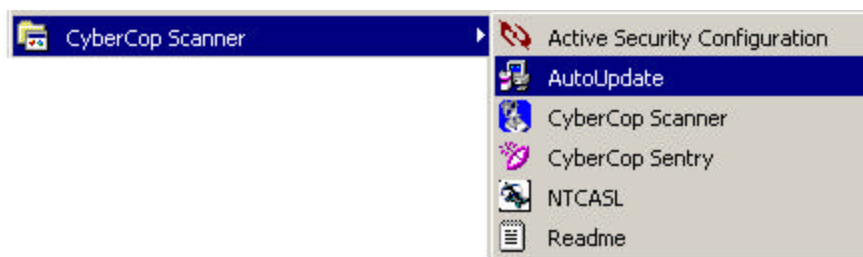 CyberCop Scanner
Active Security Configuration
AutoUpdate
CyberCop Scanner
CyberCop Sentry
NTCASL
Readme